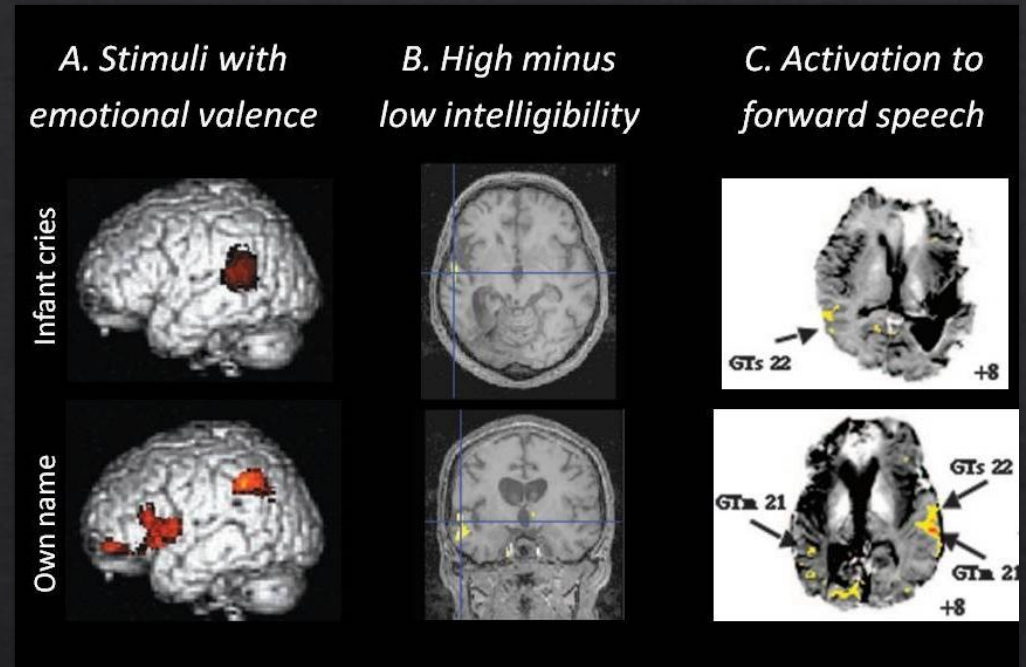 A. Stimuli with
emotional valence
B. High minus
low intelligibility
C. Activation to
forward speech
Infant cries
GTs 22
+8
Own name
GTm 21
GTs 22
GTm 21
+8